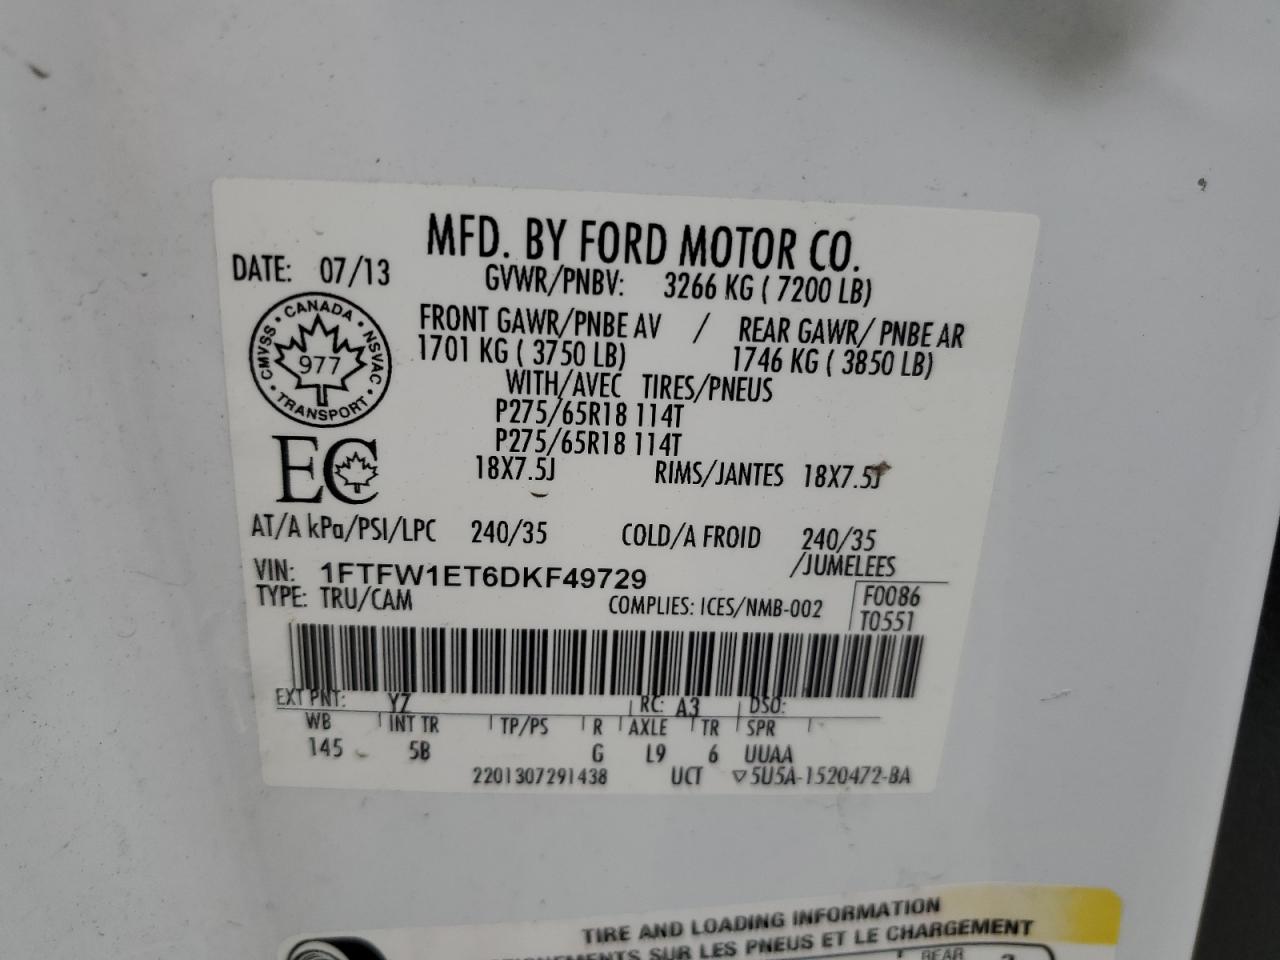 MFD. BY FORD MOTOR CO.
DATE: 07/13
GVWR/PNBV: 3266 KG ( 7200 LB)
FRONT GAWR/PNBE AV / REAR GAWR/ PNBE AR
1701 KG ( 3750 LB) 1746 KG ( 3850 LB)
CANADA · NSVAC · TRANSPORT · CMVSS ·
977
WITH/AVEC TIRES/PNEUS
P275/65R18 114T
P275/65R18 114T
EC
18X7.5J RIMS/JANTES 18X7.5J
AT/A kPa/PSI/LPC 240/35 COLD/A FROID 240/35
/JUMELEES
VIN: 1FTFW1ET6DKF49729
TYPE: TRU/CAM COMPLIES: ICES/NMB-002
F0086
T0551
EXT PNT: YZ RC: A3 DSO:
WB INT TR TP/PS R AXLE TR SPR
145 5B G L9 6 UUAA
2201307291438 UCT ▽5U5A-1520472-BA
TIRE AND LOADING INFORMATION
SUR LES PNEUS ET LE CHARGEMENT
REAR